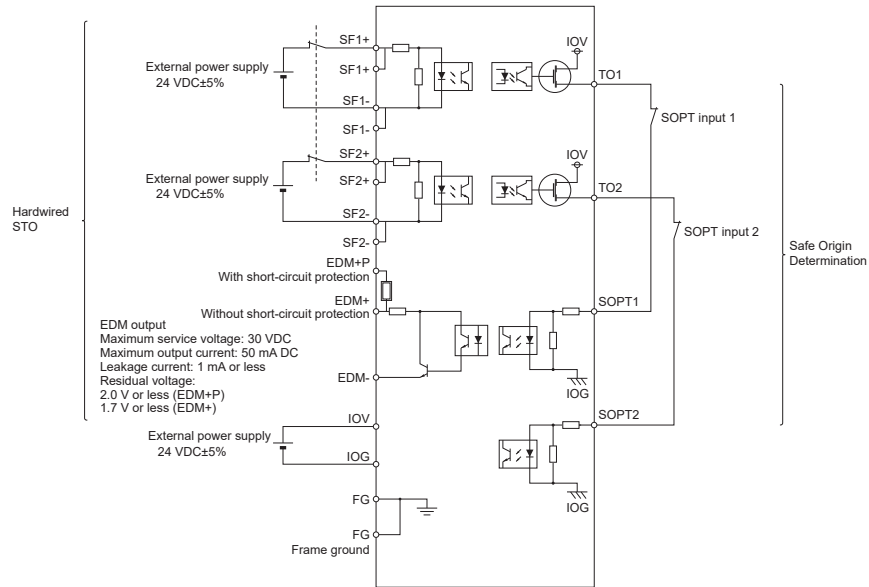 SF1+
External power supply
24 VDC±5%
SF1+
SF1-
SF1-
SF2+
External power supply
24 VDC±5%
SF2+
SF2-
SF2-
Hardwired
STO
EDM+P
With short-circuit protection
EDM+
Without short-circuit protection
EDM output
Maximum service voltage: 30 VDC
Maximum output current: 50 mA DC
Leakage current: 1 mA or less
Residual voltage:
2.0 V or less (EDM+P)
1.7 V or less (EDM+)
EDM-
IOV
External power supply
24 VDC±5%
IOG
FG
FG
Frame ground
IOV
TO1
SOPT input 1
IOV
TO2
SOPT input 2
Safe Origin
Determination
SOPT1
IOG
SOPT2
IOG